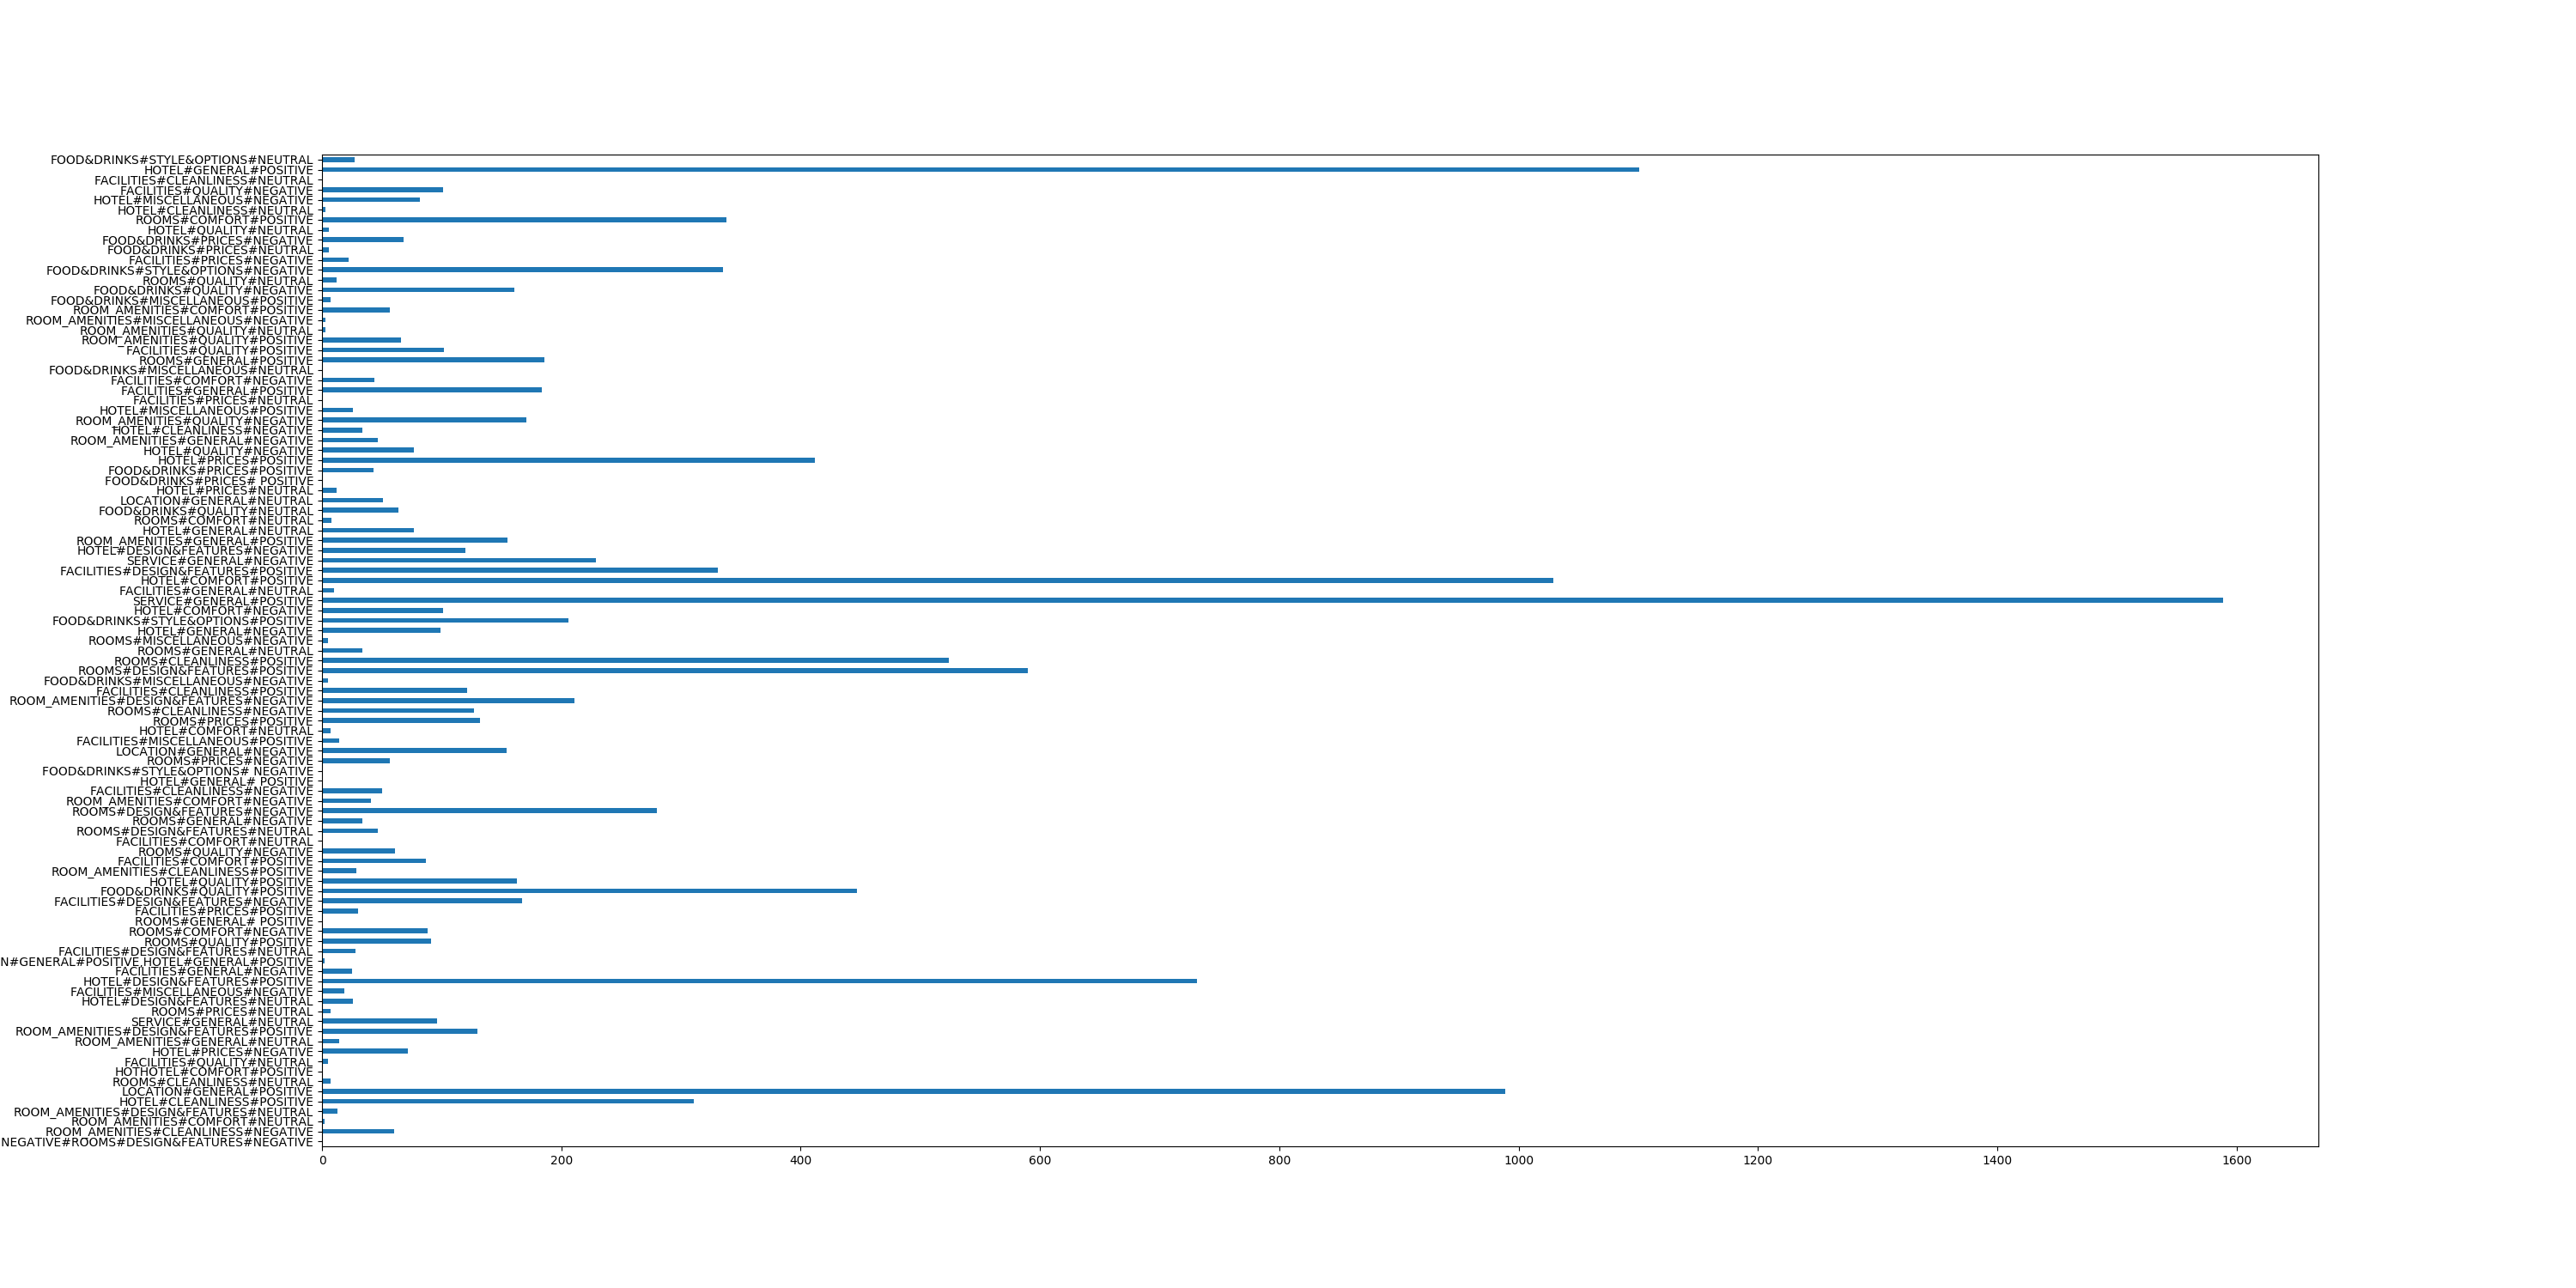 FOOD&DRINKS#STYLE&OPTIONS#NEUTRAL
HOTEL#GENERAL#POSITIVE
FACILITIES#CLEANLINESS#NEUTRAL
FACILITIES#QUALITY#NEGATIVE
HOTEL#MISCELLANEOUS#NEGATIVE
HOTEL#CLEANLINESS#NEUTRAL
ROOMS#COMFORT#POSITIVE
HOTEL#QUALITY#NEUTRAL
FOOD&DRINKS#PRICES#NEGATIVE
FOOD&DRINKS#PRICES#NEUTRAL
FACILITIES#PRICES#NEGATIVE
FOOD&DRINKS#STYLE&OPTIONS#NEGATIVE
ROOMS#QUALITY#NEUTRAL
FOOD&DRINKS#QUALITY#NEGATIVE
FOOD&DRINKS#MISCELLANEOUS#POSITIVE
ROOM_AMENITIES#COMFORT#POSITIVE
ROOM_AMENITIES#MISCELLANEOUS#NEGATIVE
ROOM_AMENITIES#QUALITY#NEUTRAL
ROOM_AMENITIES#QUALITY#POSITIVE
FACILITIES#QUALITY#POSITIVE
ROOMS#GENERAL#POSITIVE
FOOD&DRINKS#MISCELLANEOUS#NEUTRAL
FACILITIES#COMFORT#NEGATIVE
FACILITIES#GENERAL#POSITIVE
FACILITIES#PRICES#NEUTRAL
HOTEL#MISCELLANEOUS#POSITIVE
ROOM_AMENITIES#QUALITY#NEGATIVE
HOTEL#CLEANLINESS#NEGATIVE
ROOM_AMENITIES#GENERAL#NEGATIVE
HOTEL#QUALITY#NEGATIVE
HOTEL#PRICES#POSITIVE
FOOD&DRINKS#PRICES#POSITIVE
FOOD&DRINKS#PRICES# POSITIVE
HOTEL#PRICES#NEUTRAL
LOCATION#GENERAL#NEUTRAL
FOOD&DRINKS#QUALITY#NEUTRAL
ROOMS#COMFORT#NEUTRAL
HOTEL#GENERAL#NEUTRAL
ROOM_AMENITIES#GENERAL#POSITIVE
HOTEL#DESIGN&FEATURES#NEGATIVE
SERVICE#GENERAL#NEGATIVE
FACILITIES#DESIGN&FEATURES#POSITIVE
HOTEL#COMFORT#POSITIVE
FACILITIES#GENERAL#NEUTRAL
SERVICE#GENERAL#POSITIVE
HOTEL#COMFORT#NEGATIVE
FOOD&DRINKS#STYLE&OPTIONS#POSITIVE
HOTEL#GENERAL#NEGATIVE
ROOMS#MISCELLANEOUS#NEGATIVE
ROOMS#GENERAL#NEUTRAL
ROOMS#CLEANLINESS#POSITIVE
ROOMS#DESIGN&FEATURES#POSITIVE
FOOD&DRINKS#MISCELLANEOUS#NEGATIVE
FACILITIES#CLEANLINESS#POSITIVE
ROOM_AMENITIES#DESIGN&FEATURES#NEGATIVE
ROOMS#CLEANLINESS#NEGATIVE
ROOMS#PRICES#POSITIVE
HOTEL#COMFORT#NEUTRAL
FACILITIES#MISCELLANEOUS#POSITIVE
LOCATION#GENERAL#NEGATIVE
ROOMS#PRICES#NEGATIVE
FOOD&DRINKS#STYLE&OPTIONS# NEGATIVE
HOTEL#GENERAL# POSITIVE
FACILITIES#CLEANLINESS#NEGATIVE
ROOM_AMENITIES#COMFORT#NEGATIVE
ROOMS#DESIGN&FEATURES#NEGATIVE
ROOMS#GENERAL#NEGATIVE
ROOMS#DESIGN&FEATURES#NEUTRAL
FACILITIES#COMFORT#NEUTRAL
ROOMS#QUALITY#NEGATIVE
FACILITIES#COMFORT#POSITIVE
ROOM_AMENITIES#CLEANLINESS#POSITIVE
HOTEL#QUALITY#POSITIVE
FOOD&DRINKS#QUALITY#POSITIVE
FACILITIES#DESIGN&FEATURES#NEGATIVE
FACILITIES#PRICES#POSITIVE
ROOMS#GENERAL# POSITIVE
ROOMS#COMFORT#NEGATIVE
ROOMS#QUALITY#POSITIVE
FACILITIES#DESIGN&FEATURES#NEUTRAL
N#GENERAL#POSITIVE,HOTEL#GENERAL#POSITIVE
FACILITIES#GENERAL#NEGATIVE
HOTEL#DESIGN&FEATURES#POSITIVE
FACILITIES#MISCELLANEOUS#NEGATIVE
HOTEL#DESIGN&FEATURES#NEUTRAL
ROOMS#PRICES#NEUTRAL
SERVICE#GENERAL#NEUTRAL
ROOM_AMENITIES#DESIGN&FEATURES#POSITIVE
ROOM_AMENITIES#GENERAL#NEUTRAL
HOTEL#PRICES#NEGATIVE
FACILITIES#QUALITY#NEUTRAL
HOTHOTEL#COMFORT#POSITIVE
ROOMS#CLEANLINESS#NEUTRAL
LOCATION#GENERAL#POSITIVE
HOTEL#CLEANLINESS#POSITIVE
ROOM_AMENITIES#DESIGN&FEATURES#NEUTRAL
ROOM_AMENITIES#COMFORT#NEUTRAL
ROOM_AMENITIES#CLEANLINESS#NEGATIVE
NEGATIVE#ROOMS#DESIGN&FEATURES#NEGATIVE
0 200 400 600 800 1000 1200 1400 1600